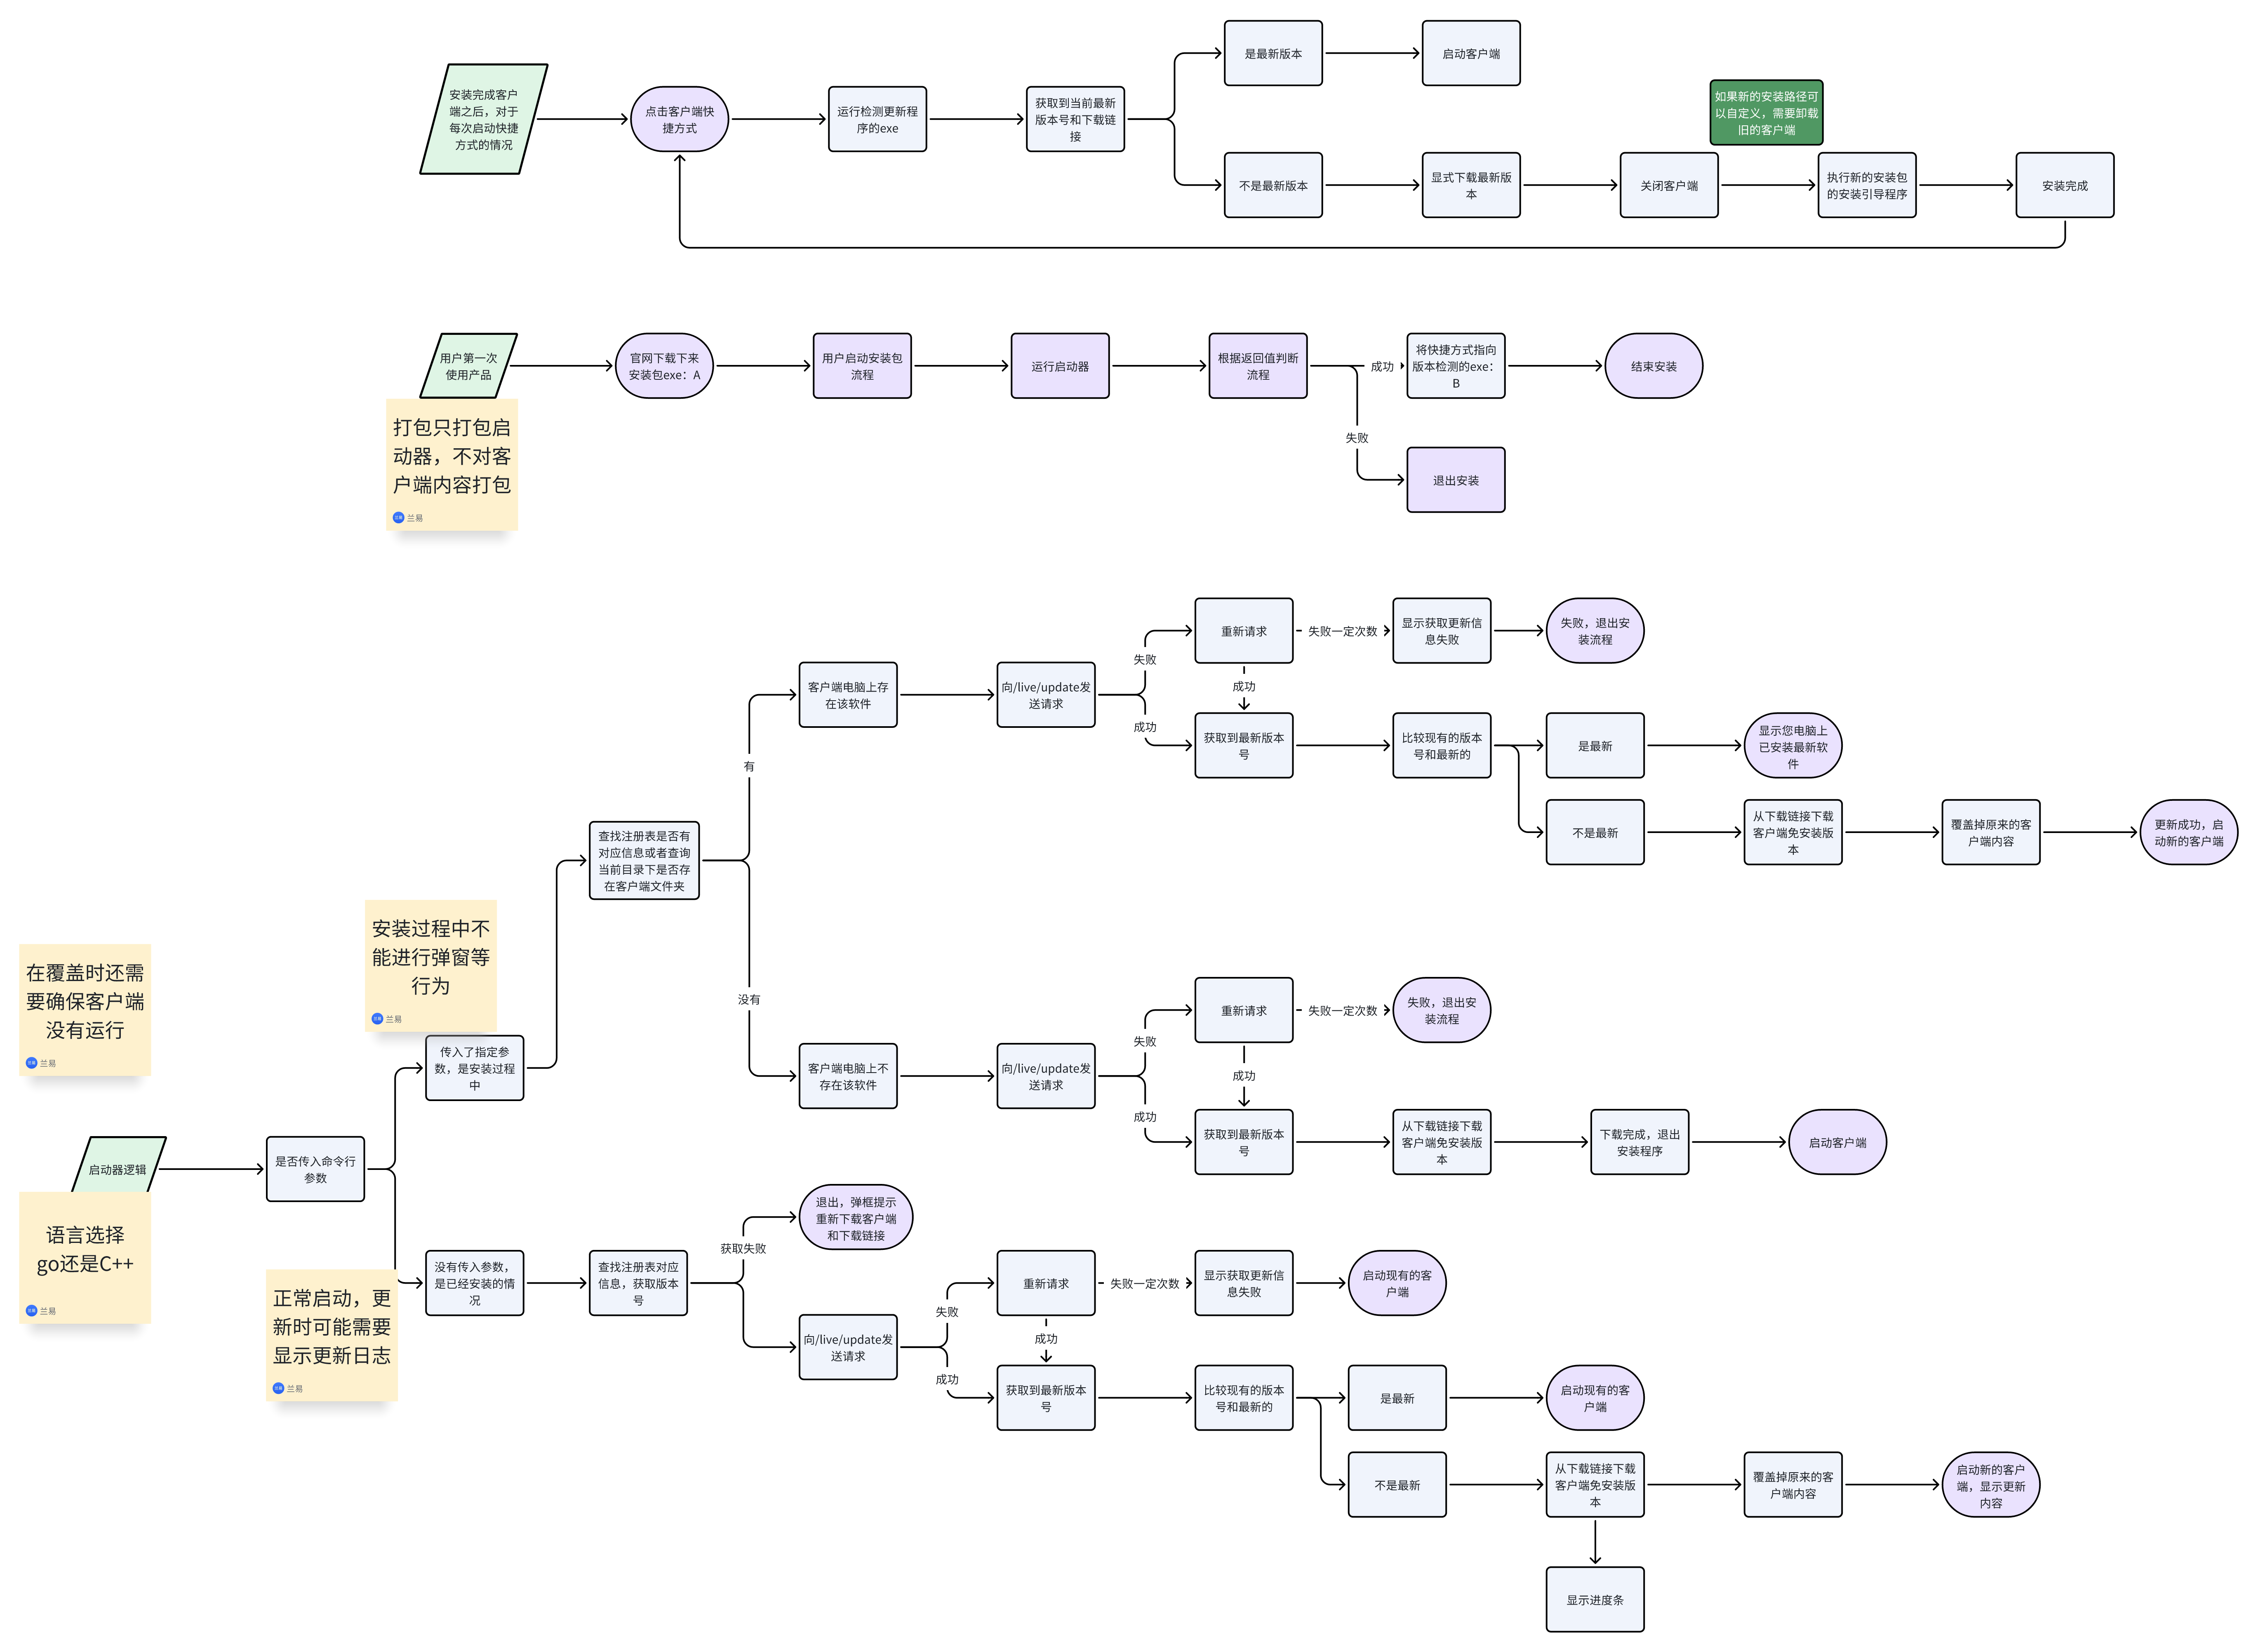 安装完成客户
端之后，对于
每次启动快捷
方式的情况
点击客户端快
捷方式
运行检测更新程
序的exe
获取到当前最新
版本号和下载链
接
是最新版本
启动客户端
不是最新版本
显式下载最新版
本
关闭客户端
如果新的安装路径可
以自定义，需要卸载
旧的客户端
执行新的安装包
的安装引导程序
安装完成
用户第一次
使用产品
官网下载下来
安装包exe：A
用户启动安装包
流程
运行启动器
根据返回值判断
流程
成功
将快捷方式指向
版本检测的exe：
B
结束安装
失败
退出安装
打包只打包启
动器，不对客
户端内容打包
兰易
兰易
启动器逻辑
在覆盖时还需
要确保客户端
没有运行
兰易
兰易
语言选择
go还是C++
兰易
兰易
是否传入命令行
参数
安装过程中不
能进行弹窗等
行为
兰易
兰易
传入了指定参
数，是安装过程
中
查找注册表是否有
对应信息或者查询
当前目录下是否存
在客户端文件夹
有
客户端电脑上存
在该软件
向/live/update发
送请求
失败
重新请求
失败一定次数
显示获取更新信
息失败
失败，退出安
装流程
成功
成功
获取到最新版本
号
比较现有的版本
号和最新的
是最新
显示您电脑上
已安装最新软
件
不是最新
从下载链接下载
客户端免安装版
本
覆盖掉原来的客
户端内容
更新成功，启
动新的客户端
没有
客户端电脑上不
存在该软件
向/live/update发
送请求
失败
重新请求
失败一定次数
失败，退出安
装流程
成功
成功
获取到最新版本
号
从下载链接下载
客户端免安装版
本
下载完成，退出
安装程序
启动客户端
正常启动，更
新时可能需要
显示更新日志
兰易
兰易
没有传入参数，
是已经安装的情
况
查找注册表对应
信息，获取版本
号
获取失败
退出，弹框提示
重新下载客户端
和下载链接
向/live/update发
送请求
失败
重新请求
失败一定次数
显示获取更新信
息失败
启动现有的客
户端
成功
成功
获取到最新版本
号
比较现有的版本
号和最新的
是最新
启动现有的客
户端
不是最新
从下载链接下载
客户端免安装版
本
覆盖掉原来的客
户端内容
启动新的客户
端，显示更新
内容
显示进度条